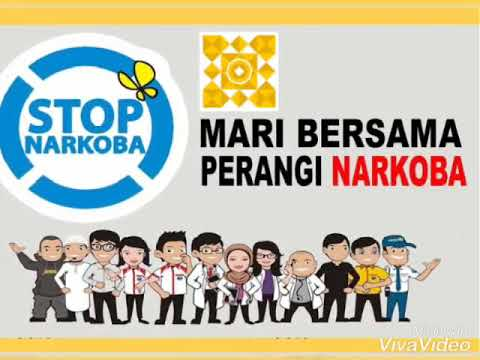 STOP
NARKOBA
MARI BERSAMA
PERANGI NARKOBA
VivaVideo